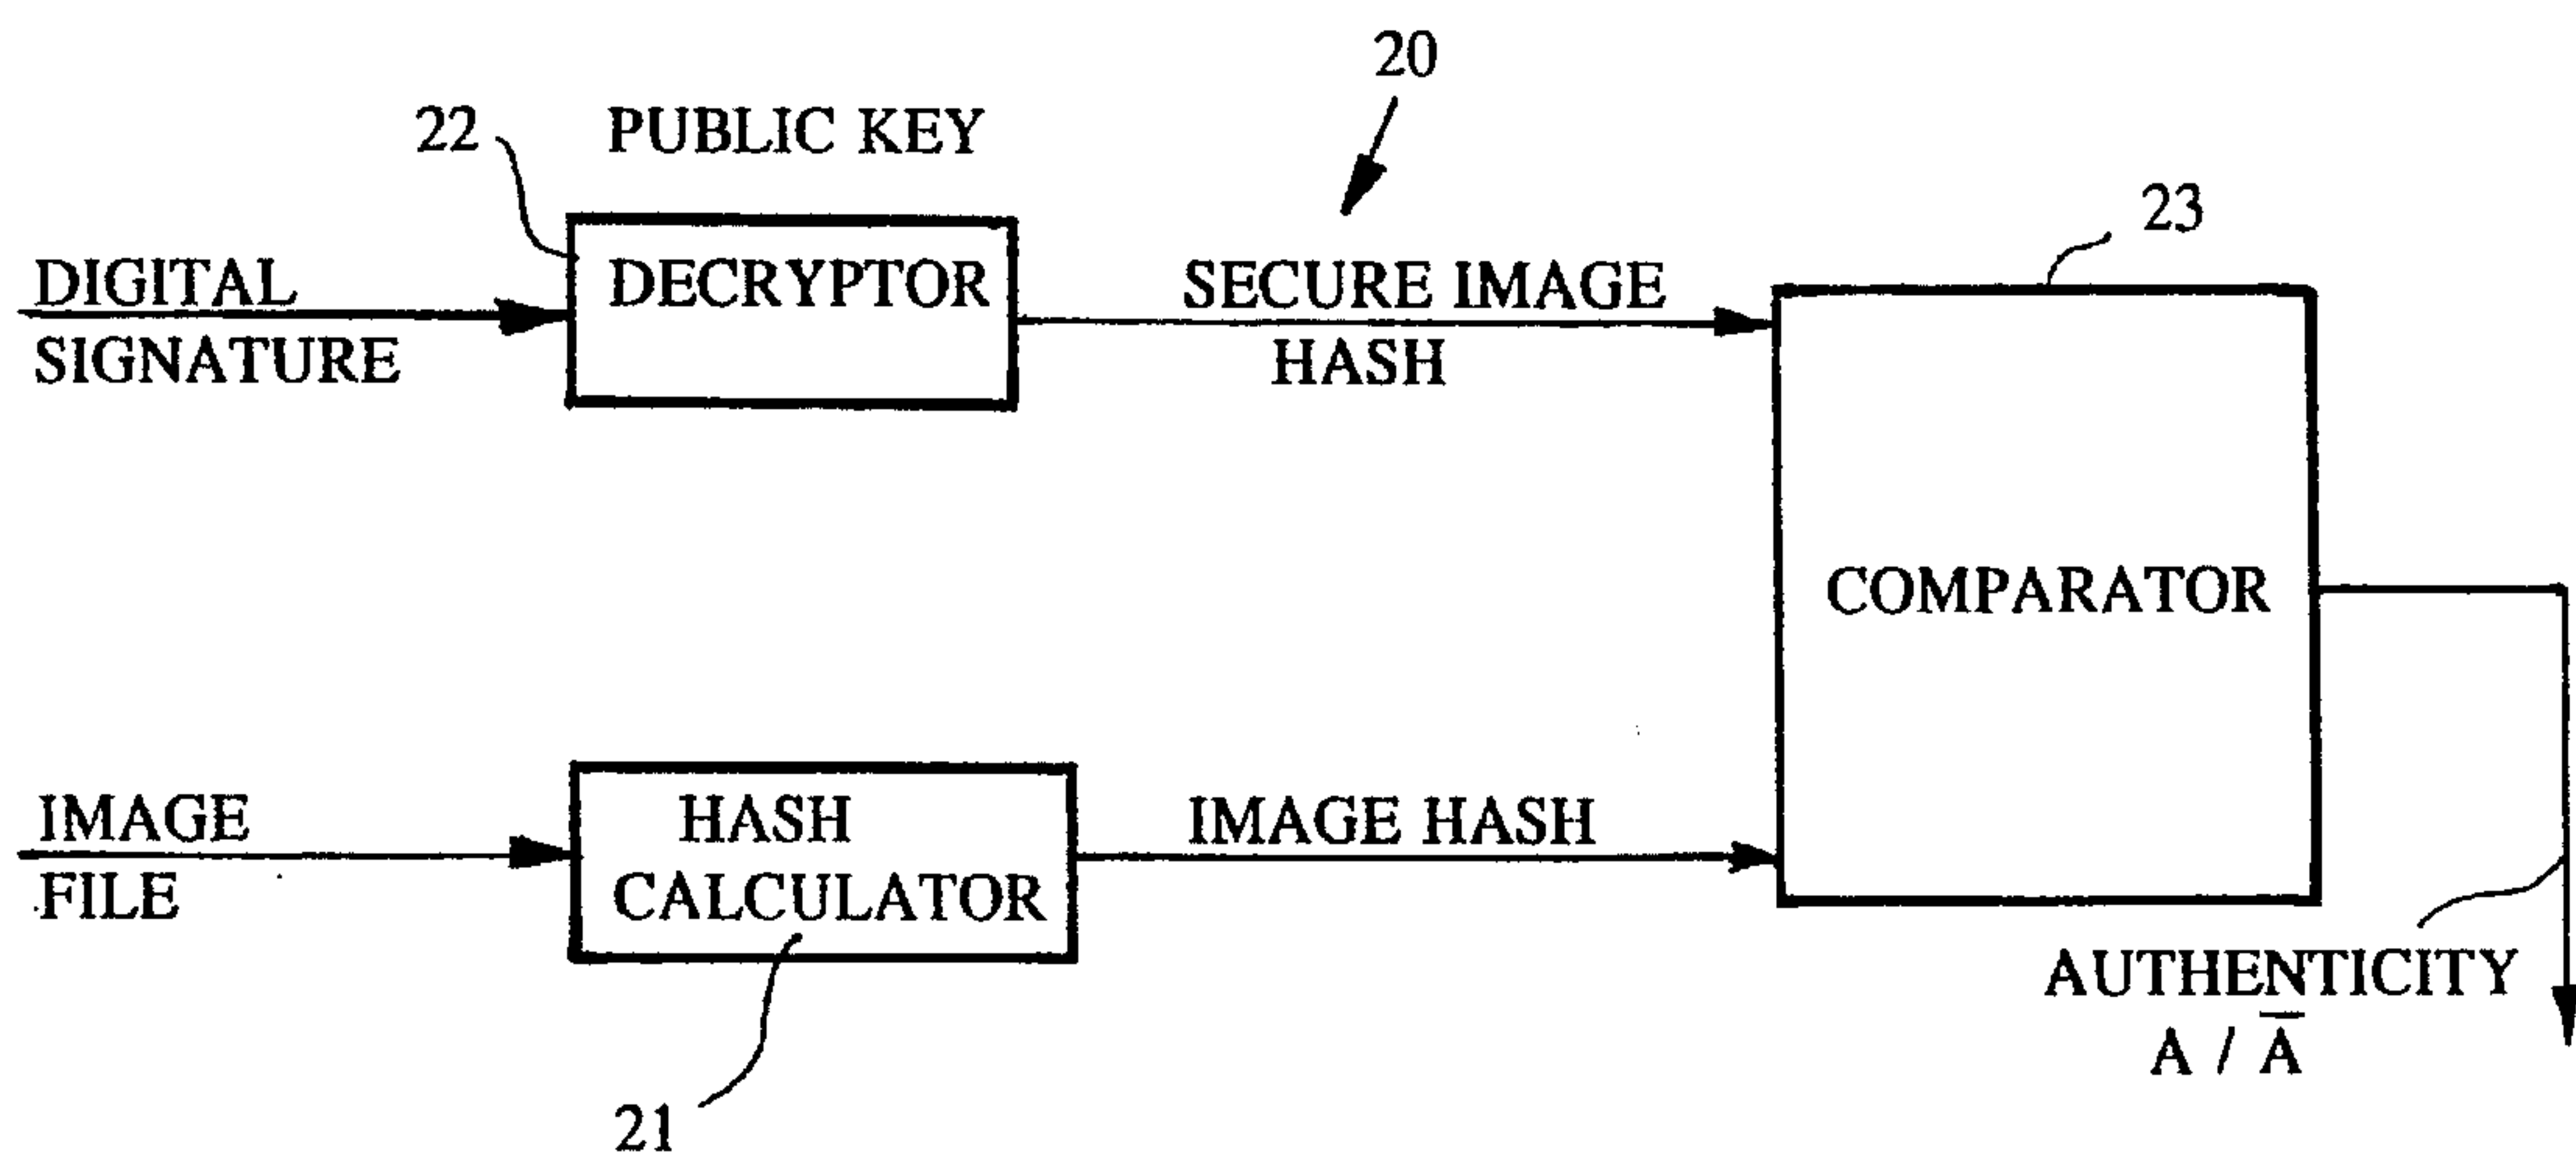 20
22
PUBLIC KEY
23
DIGITAL
SIGNATURE
DECRYPTOR
SECURE IMAGE
HASH
COMPARATOR
IMAGE
FILE
HASH
CALCULATOR
IMAGE HASH
AUTHENTICITY
A / A̅
21